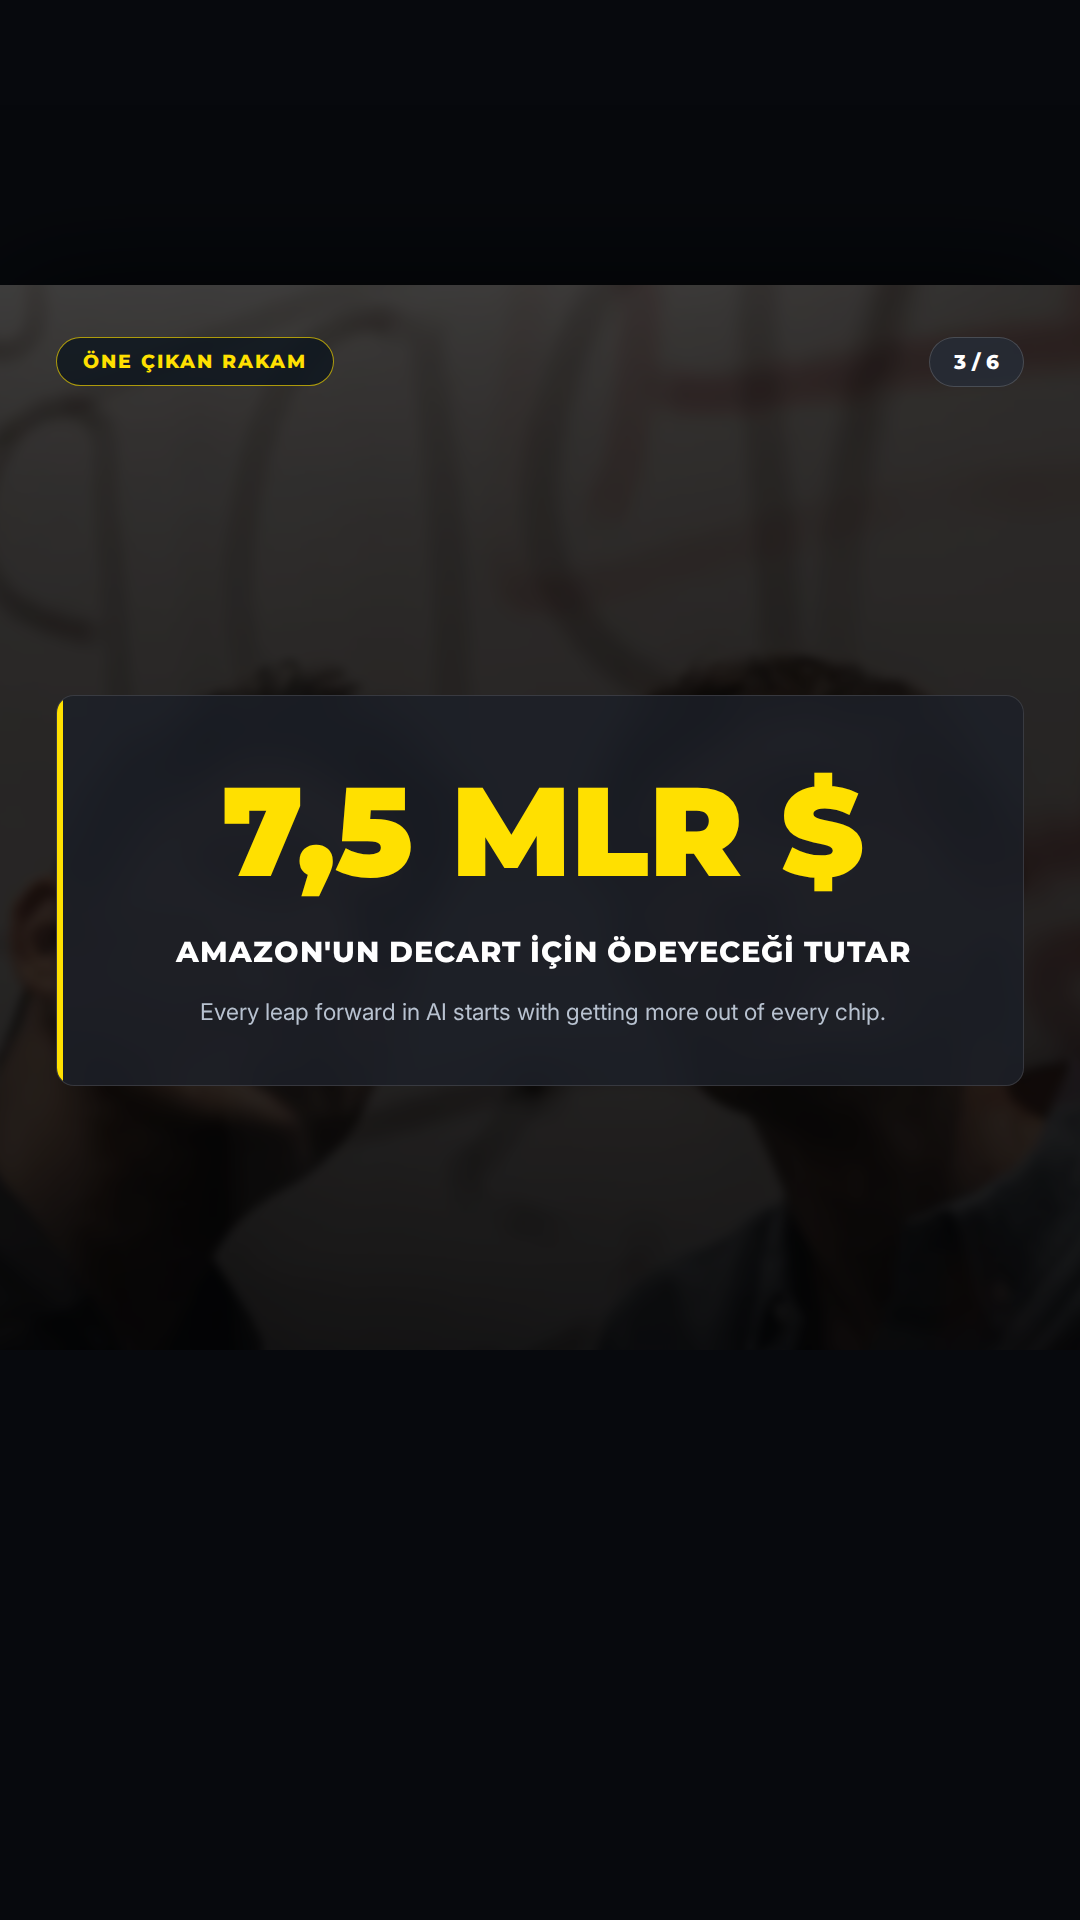 ÖNE ÇIKAN RAKAM
3 / 6
7,5 MLR $
AMAZON'UN DECART İÇİN ÖDEYECEĞİ TUTAR
Every leap forward in AI starts with getting more out of every chip.